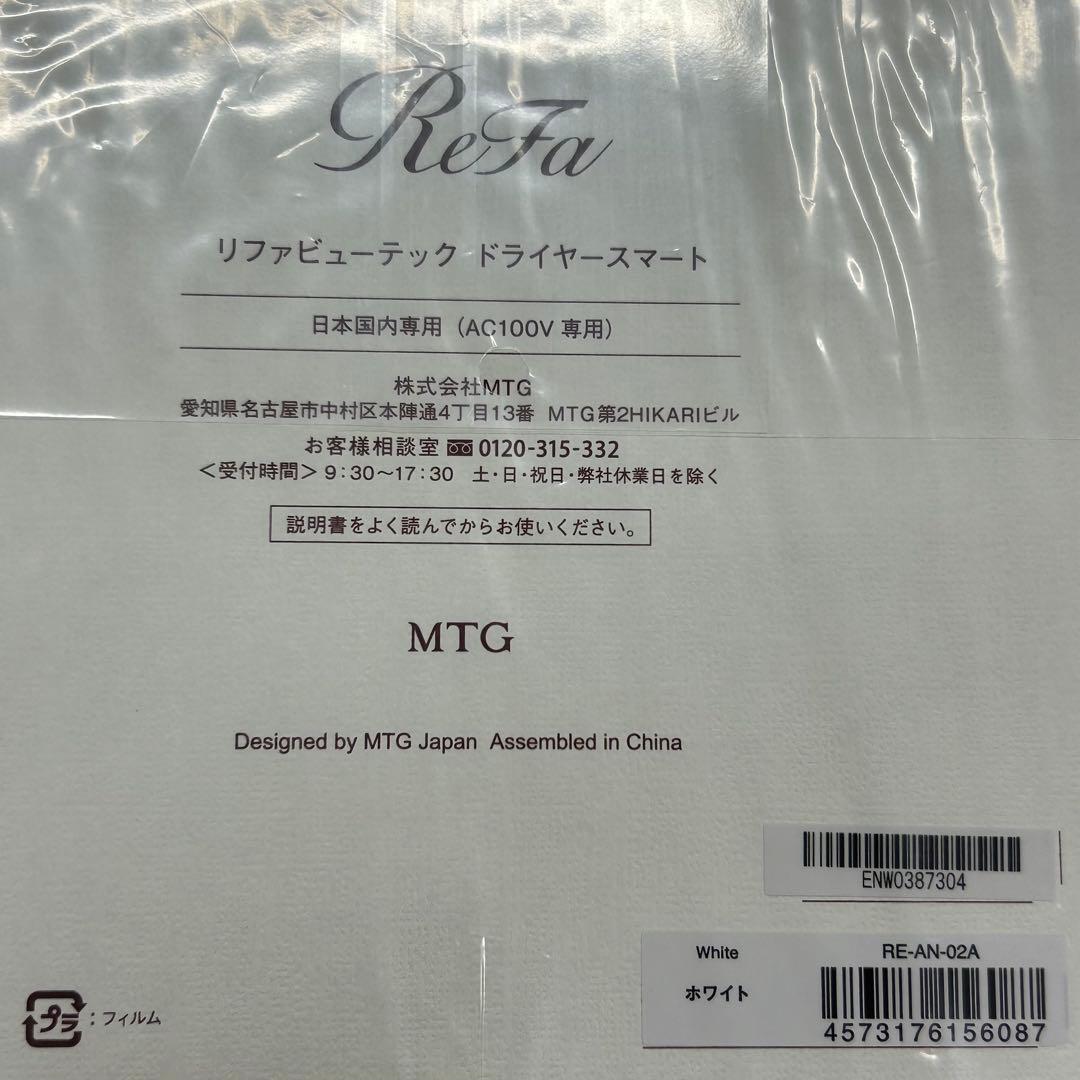 ReFa
リファビューテック ドライヤースマート
日本国内専用（AC100V 専用）
株式会社MTG
愛知県名古屋市中村区本陣通4丁目13番 MTG第2HIKARIビル
お客様相談室 0120-315-332
＜受付時間＞9:30～17:30 土・日・祝日・弊社休業日を除く
説明書をよく読んでからお使いください。
MTG
Designed by MTG Japan Assembled in China
ENW0387304
White RE-AN-02A
ホワイト
4573176156087
プラ：フィルム